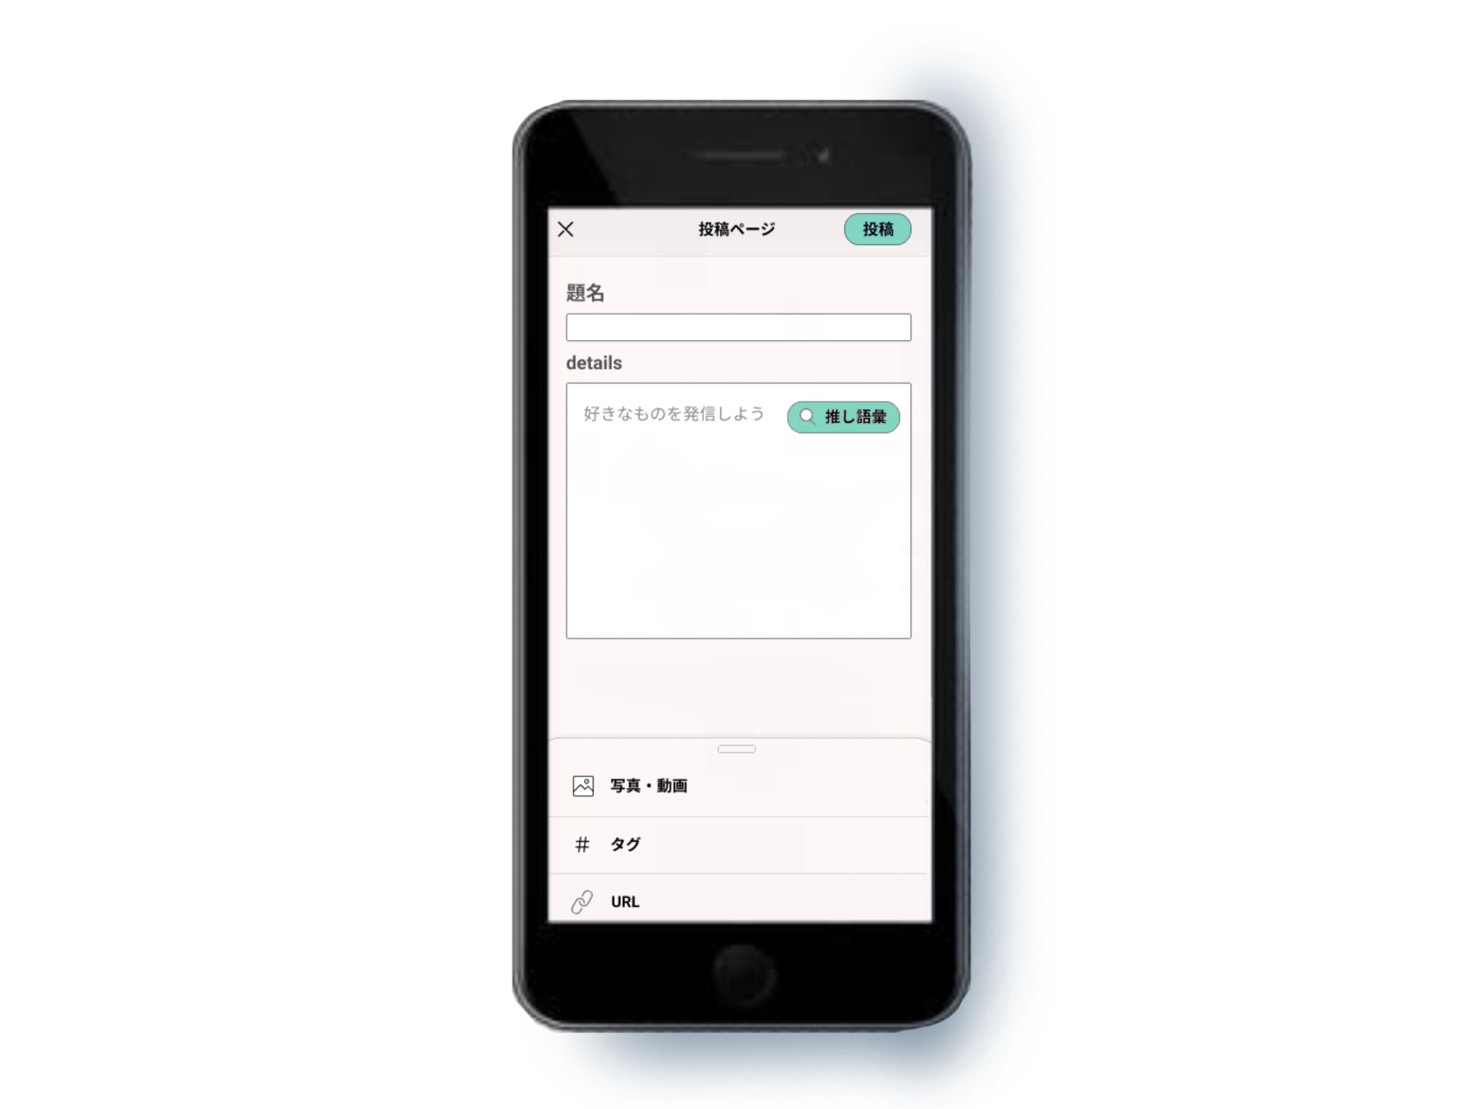 投稿ページ 投稿
題名
details
好きなものを発信しよう 推し語彙
写真・動画
# タグ
URL